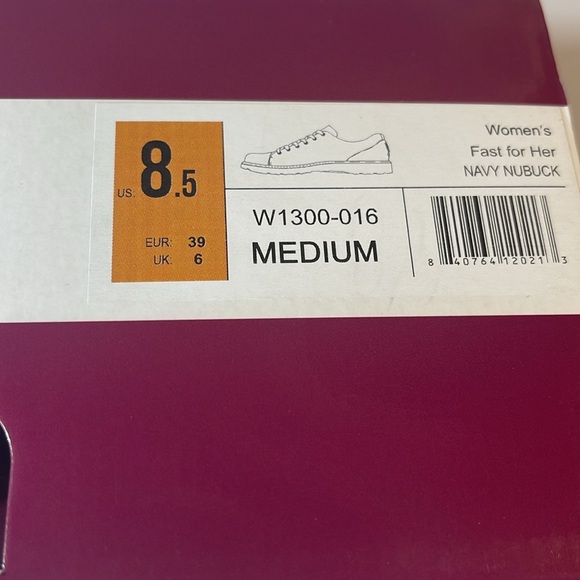 US: 8.5
EUR: 39
UK: 6
W1300-016
MEDIUM
Women's
Fast for Her
NAVY NUBUCK
8 40764 12021 3